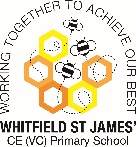 WORKING TOGETHER TO ACHIEVE OUR BEST
WHITFIELD ST JAMES'
CE (VC) Primary School